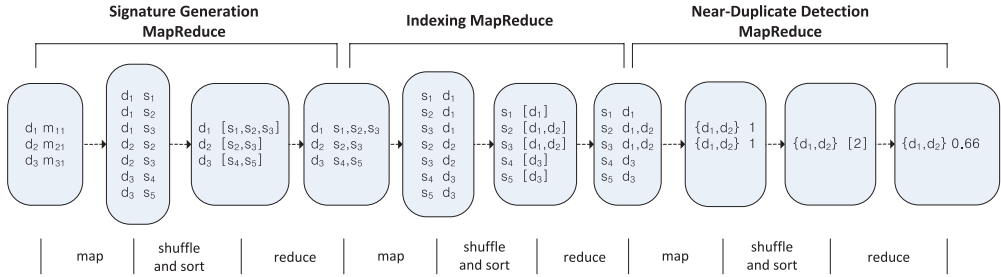 Signature Generation
MapReduce
Indexing MapReduce
Near-Duplicate Detection
MapReduce
d₁ m₁₁
d₂ m₂₁
d₃ m₃₁
d₁ s₁
d₁ s₂
d₁ s₃
d₂ s₂
d₂ s₃
d₃ s₄
d₃ s₅
d₁ [s₁,s₂,s₃]
d₂ [s₂,s₃]
d₃ [s₄,s₅]
d₁ s₁,s₂,s₃
d₂ s₂,s₃
d₃ s₄,s₅
s₁ d₁
s₂ d₁
s₃ d₁
s₂ d₂
s₃ d₂
s₄ d₃
s₅ d₃
s₁ [d₁]
s₂ [d₁,d₂]
s₃ [d₁,d₂]
s₄ [d₃]
s₅ [d₃]
s₁ d₁
s₂ d₁,d₂
s₃ d₁,d₂
s₄ d₃
s₅ d₃
{d₁,d₂} 1
{d₁,d₂} 1
{d₁,d₂} [2]
{d₁,d₂} 0.66
map
shuffle
and sort
reduce
map
shuffle
and sort
reduce
map
shuffle
and sort
reduce